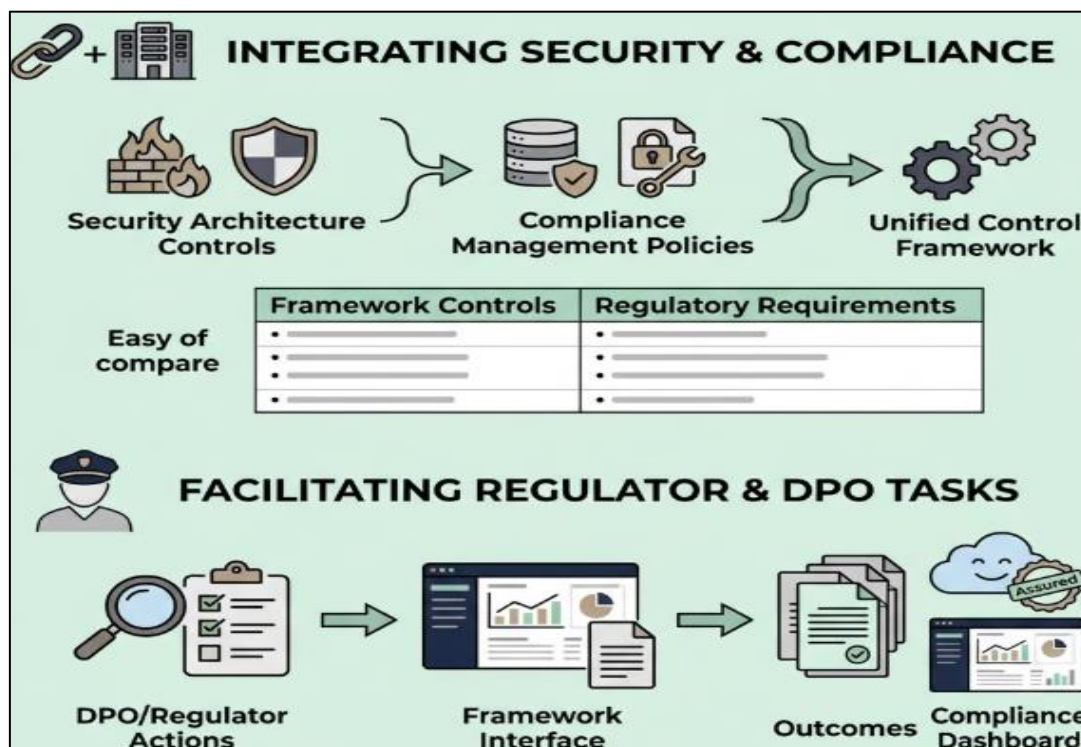 +
INTEGRATING SECURITY & COMPLIANCE
Security Architecture
Controls
Compliance
Management Policies
Unified Control
Framework
Easy of
compare
Framework Controls
Regulatory Requirements
FACILITATING REGULATOR & DPO TASKS
Assured
DPO/Regulator
Actions
Framework
Interface
Outcomes
Compliance
Dashboard